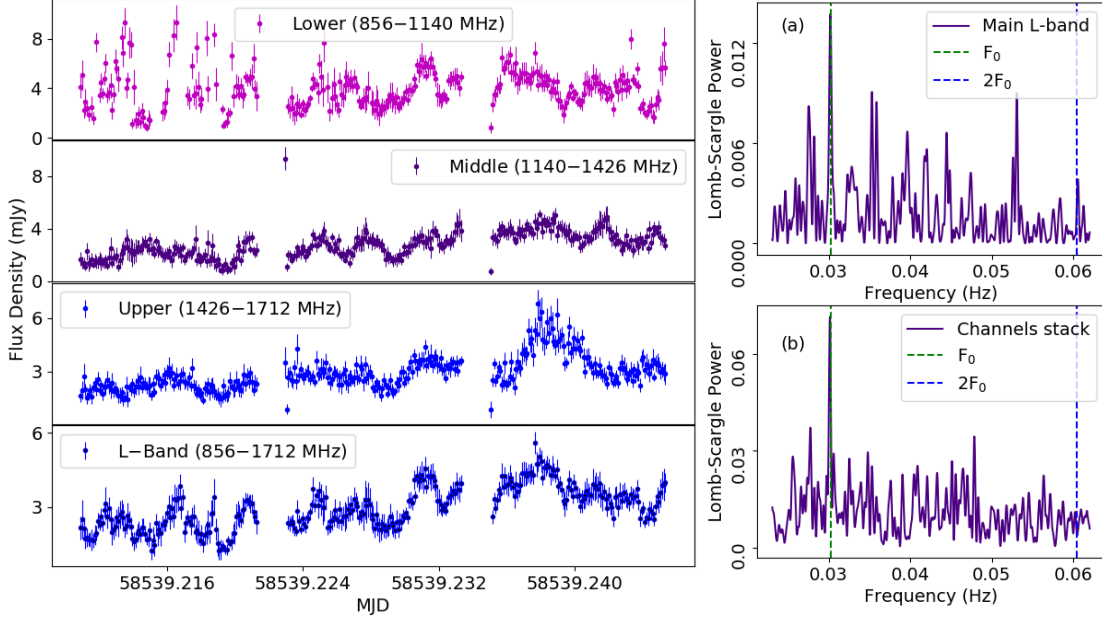 Lower (856−1140 MHz)
8
4
0
Middle (1140−1426 MHz)
8
4
0
Upper (1426−1712 MHz)
6
3
L−Band (856−1712 MHz)
6
3
Flux Density (mJy)
58539.216 58539.224 58539.232 58539.240
MJD
(a)
Main L-band
F₀
2F₀
0.012
0.006
0.000
Lomb-Scargle Power
0.03 0.04 0.05 0.06
Frequency (Hz)
(b)
Channels stack
F₀
2F₀
0.06
0.03
0.0
Lomb-Scargle Power
0.03 0.04 0.05 0.06
Frequency (Hz)